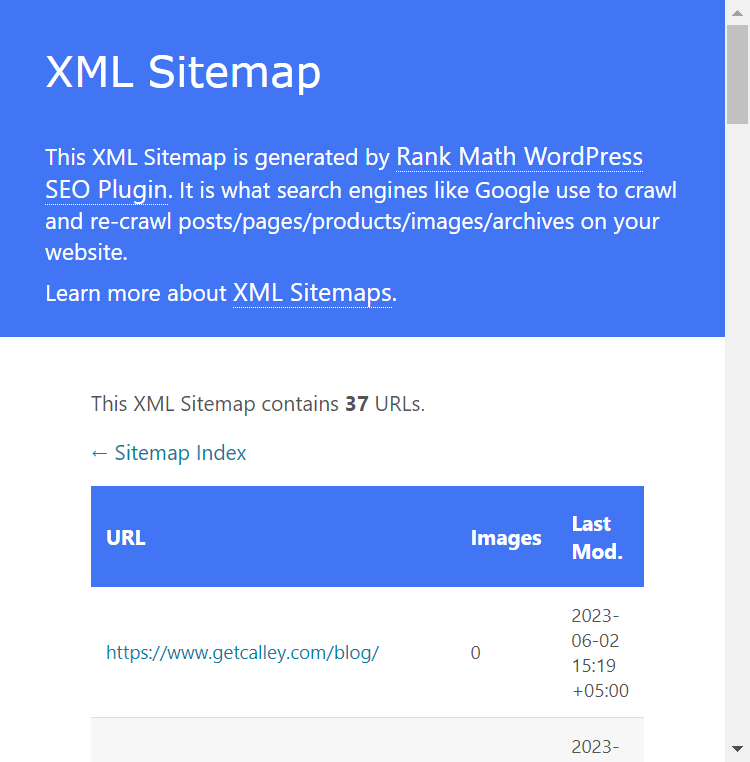 XML Sitemap
This XML Sitemap is generated by Rank Math WordPress
SEO Plugin. It is what search engines like Google use to crawl
and re-crawl posts/pages/products/images/archives on your
website.
Learn more about XML Sitemaps.
This XML Sitemap contains 37 URLs.
← Sitemap Index
URL Images Last
Mod.
https://www.getcalley.com/blog/ 0 2023-
06-02
15:19
+05:00
2023-